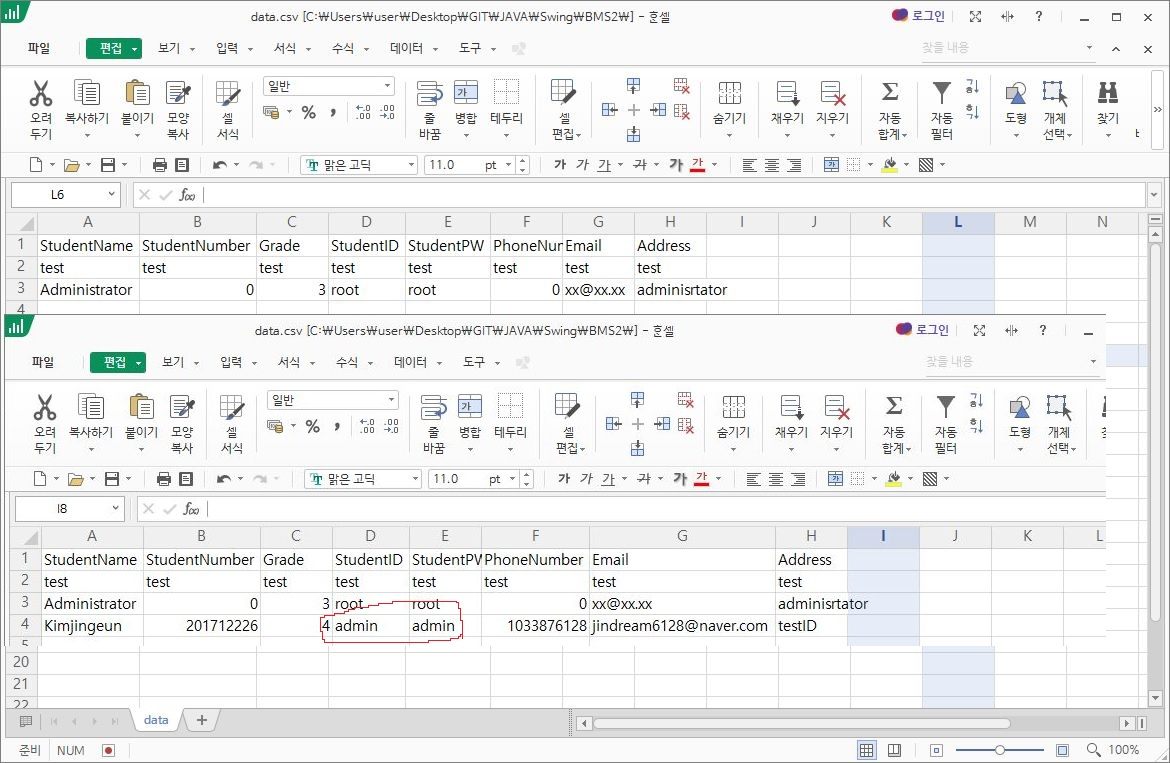 data.csv [C:￦Users￦user￦Desktop￦GIT￦JAVA￦Swing￦BMS2￦] - 훈셀
로그인 ?
파일 편집 보기 입력 서식 수식 데이터 도구 찾을 내용
오려 두기 복사하기 붙이기 모양 복사 셀 서식 일반 % , 줄 바꿈 병합 테두리 셀 편집 숨기기 채우기 지우기 자동 합계 자동 필터 도형 개체 선택 찾기
맑은 고딕 11.0 pt 가 가 가 가 가 가
L6
A B C D E F G H I J K L M N
1 StudentName StudentNumber Grade StudentID StudentPW PhoneNum Email Address
2 test test test test test test test test
3 Administrator 0 3 root root 0 xx@xx.xx adminisrtator
4
data.csv [C:￦Users￦user￦Desktop￦GIT￦JAVA￦Swing￦BMS2￦] - 훈셀
로그인 ?
파일 편집 보기 입력 서식 수식 데이터 도구 찾을 내용
오려 두기 복사하기 붙이기 모양 복사 셀 서식 일반 % , 줄 바꿈 병합 테두리 셀 편집 숨기기 채우기 지우기 자동 합계 자동 필터 도형 개체 선택
맑은 고딕 11.0 pt 가 가 가 가 가 가
I8
A B C D E F G H I J K L
1 StudentName StudentNumber Grade StudentID StudentPW PhoneNumber Email Address
2 test test test test test test test test
3 Administrator 0 3 root root 0 xx@xx.xx adminisrtator
4 Kimjingeun 201712226 4 admin admin 1033876128 jindream6128@naver.com testID
5
20
21
22
data +
준비 NUM 100%